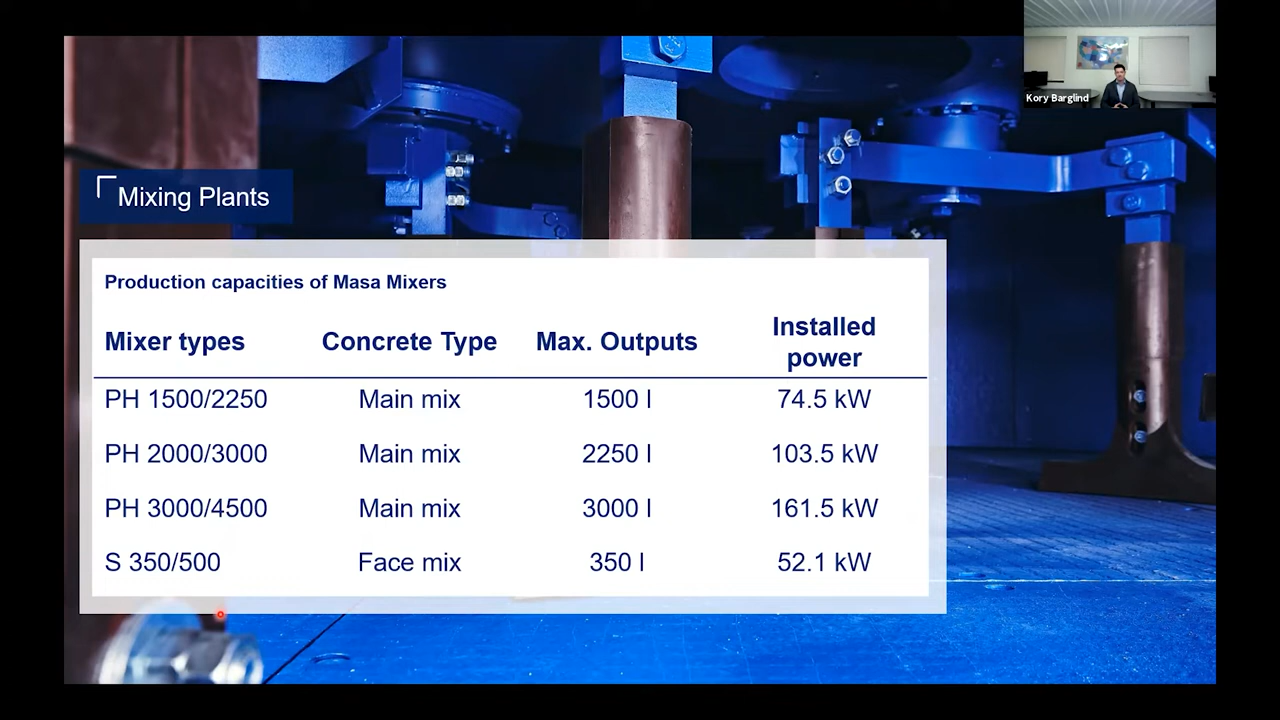 Kory Barglind
Mixing Plants
Production capacities of Masa Mixers
Mixer types Concrete Type Max. Outputs Installed power
PH 1500/2250 Main mix 1500 l 74.5 kW
PH 2000/3000 Main mix 2250 l 103.5 kW
PH 3000/4500 Main mix 3000 l 161.5 kW
S 350/500 Face mix 350 l 52.1 kW